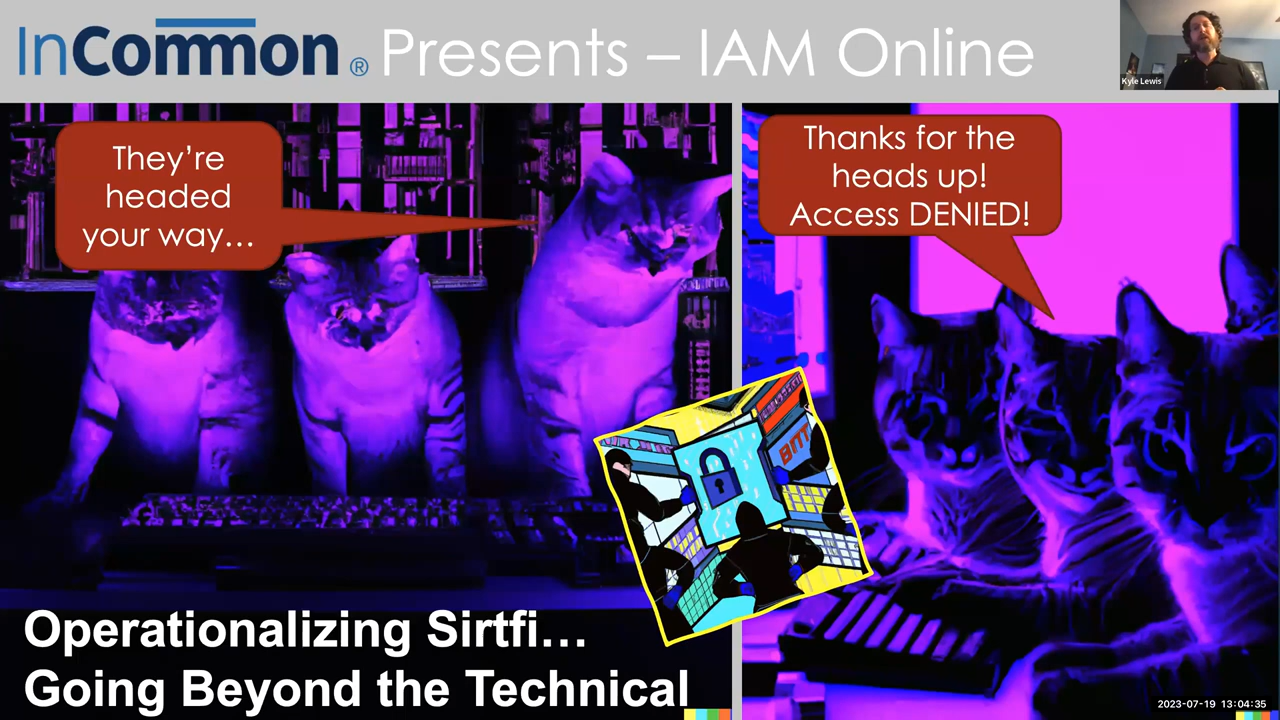 InCommon® Presents – IAM Online
Kyle Lewis
They’re
headed
your way…
Thanks for the
heads up!
Access DENIED!
Operationalizing Sirtfi…
Going Beyond the Technical
2023-07-19 13:04:35